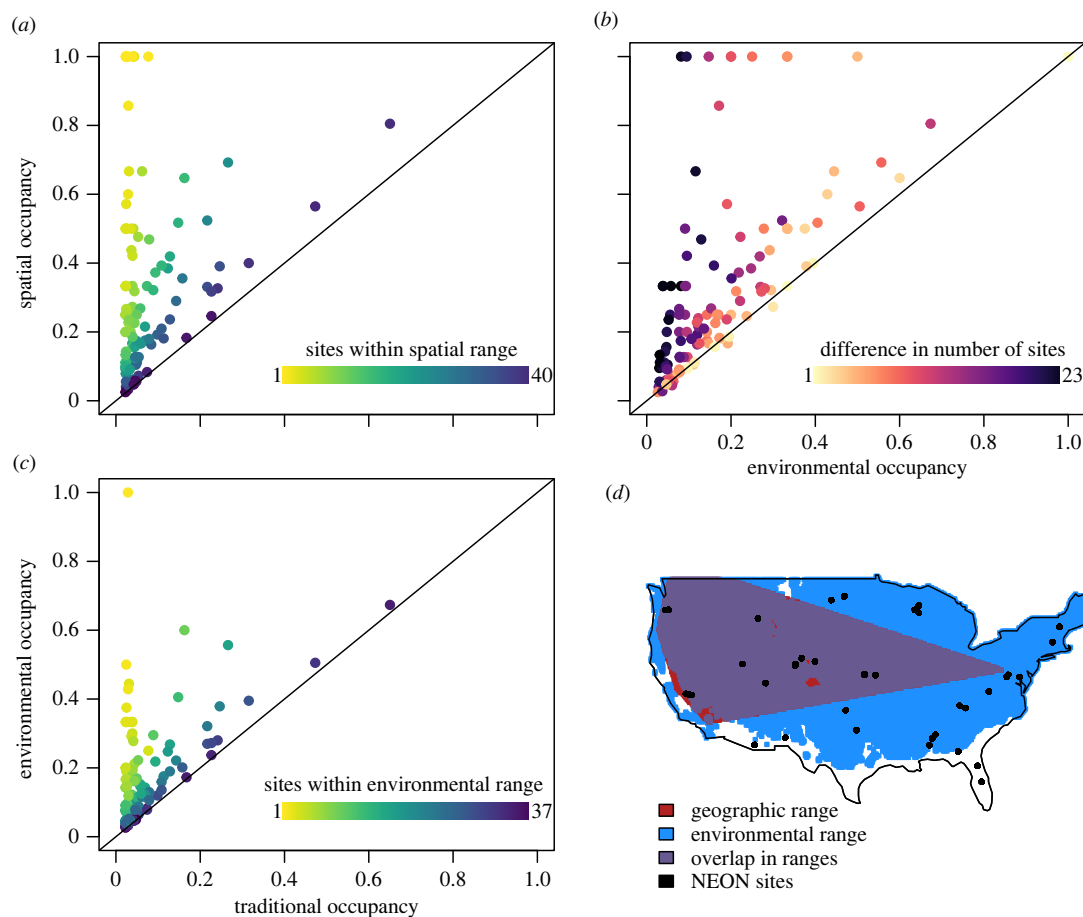 (a)
1.0
0.8
0.6
0.4
0.2
0
spatial occupancy
sites within spatial range
1 40
(b)
difference in number of sites
1 23
0 0.2 0.4 0.6 0.8 1.0
environmental occupancy
(c)
1.0
0.8
0.6
0.4
0.2
0
environmental occupancy
sites within environmental range
1 37
0 0.2 0.4 0.6 0.8 1.0
traditional occupancy
(d)
geographic range
environmental range
overlap in ranges
NEON sites